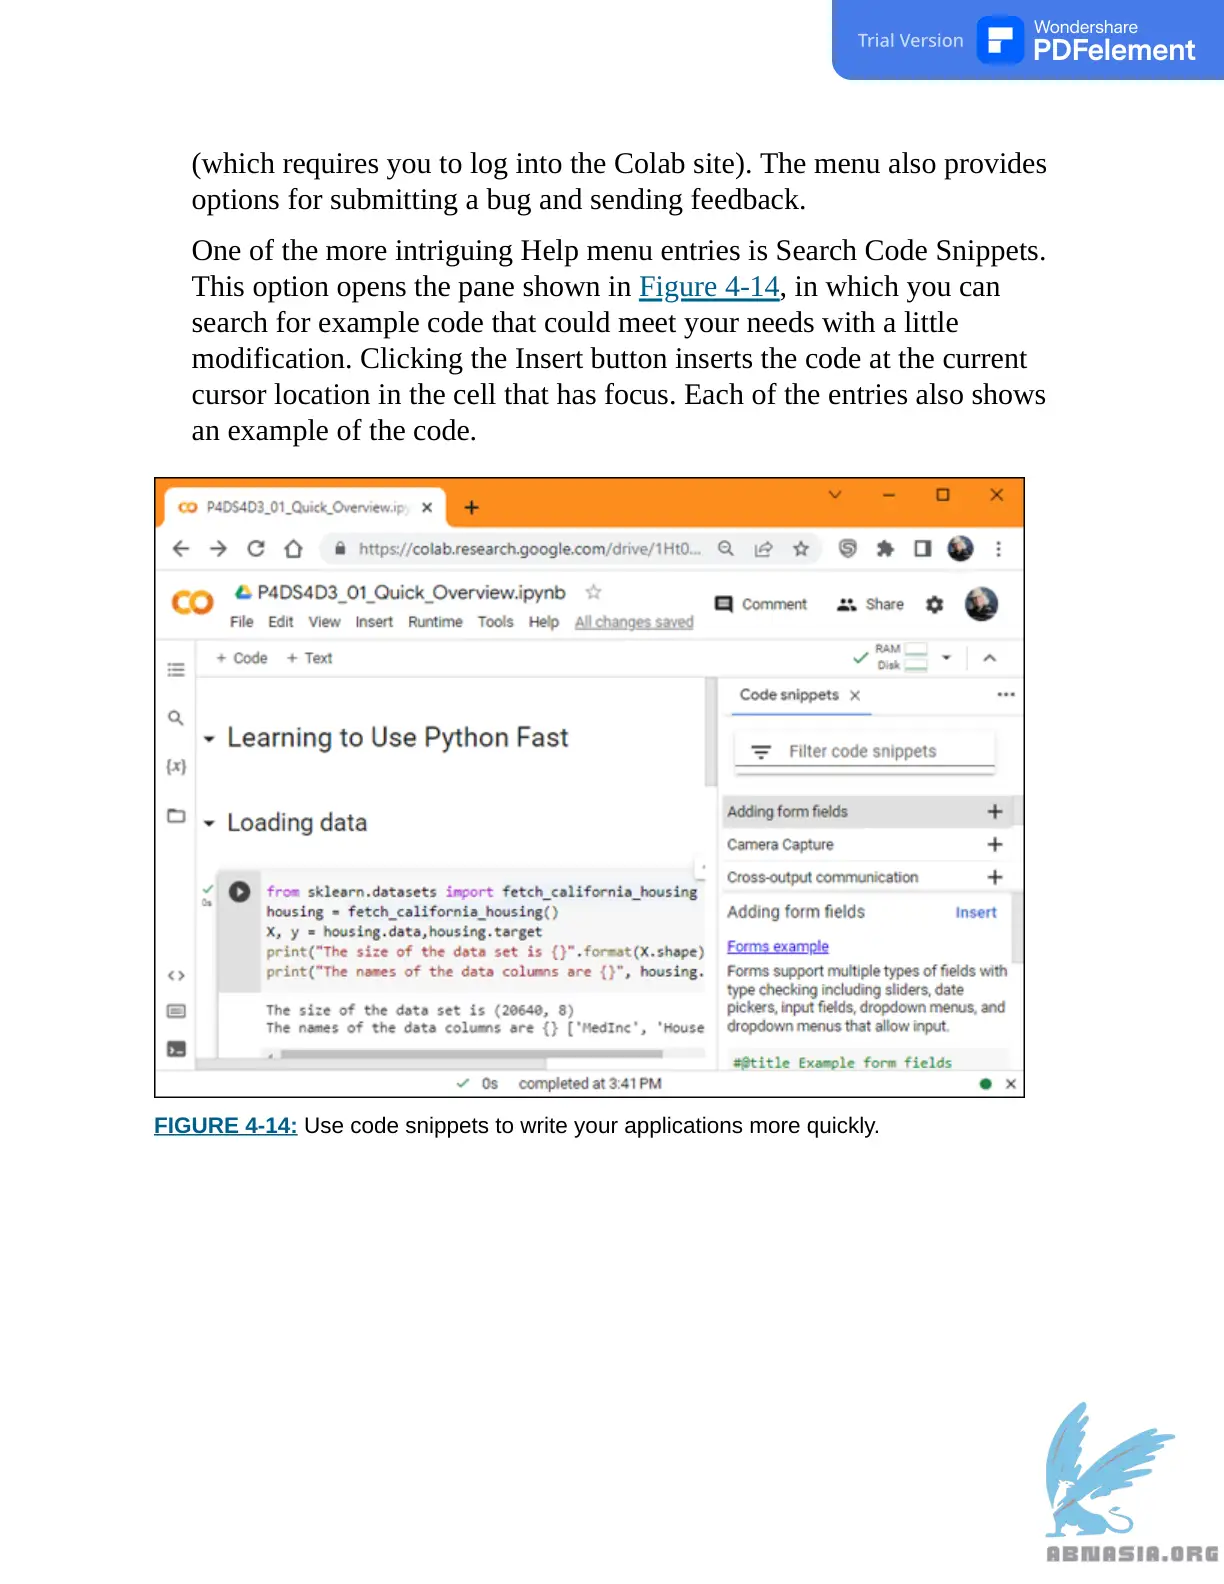 Trial Version
Wondershare
PDFelement
(which requires you to log into the Colab site). The menu also provides
options for submitting a bug and sending feedback.
One of the more intriguing Help menu entries is Search Code Snippets.
This option opens the pane shown in Figure 4-14, in which you can
search for example code that could meet your needs with a little
modification. Clicking the Insert button inserts the code at the current
cursor location in the cell that has focus. Each of the entries also shows
an example of the code.
P4DS4D3_01_Quick_Overview.ip
https://colab.research.google.com/drive/1Ht0...
P4DS4D3_01_Quick_Overview.ipynb
Comment
Share
File Edit View Insert Runtime Tools Help All changes saved
+ Code + Text
RAM
Disk
Code snippets
Learning to Use Python Fast
Filter code snippets
{x}
Adding form fields
Loading data
Camera Capture
Cross-output communication
0s
from sklearn.datasets import fetch_california_housing
housing = fetch_california_housing()
X, y = housing.data,housing.target
print("The size of the data set is {}".format(X.shape)
print("The names of the data columns are {}", housing.
The size of the data set is (20640, 8)
The names of the data columns are {} ['MedInc', 'House
Adding form fields Insert
Forms example
Forms support multiple types of fields with
type checking including sliders, date
pickers, input fields, dropdown menus, and
dropdown menus that allow input.
#@title Example form fields
0s completed at 3:41 PM
FIGURE 4-14: Use code snippets to write your applications more quickly.
ABNASIA.ORG